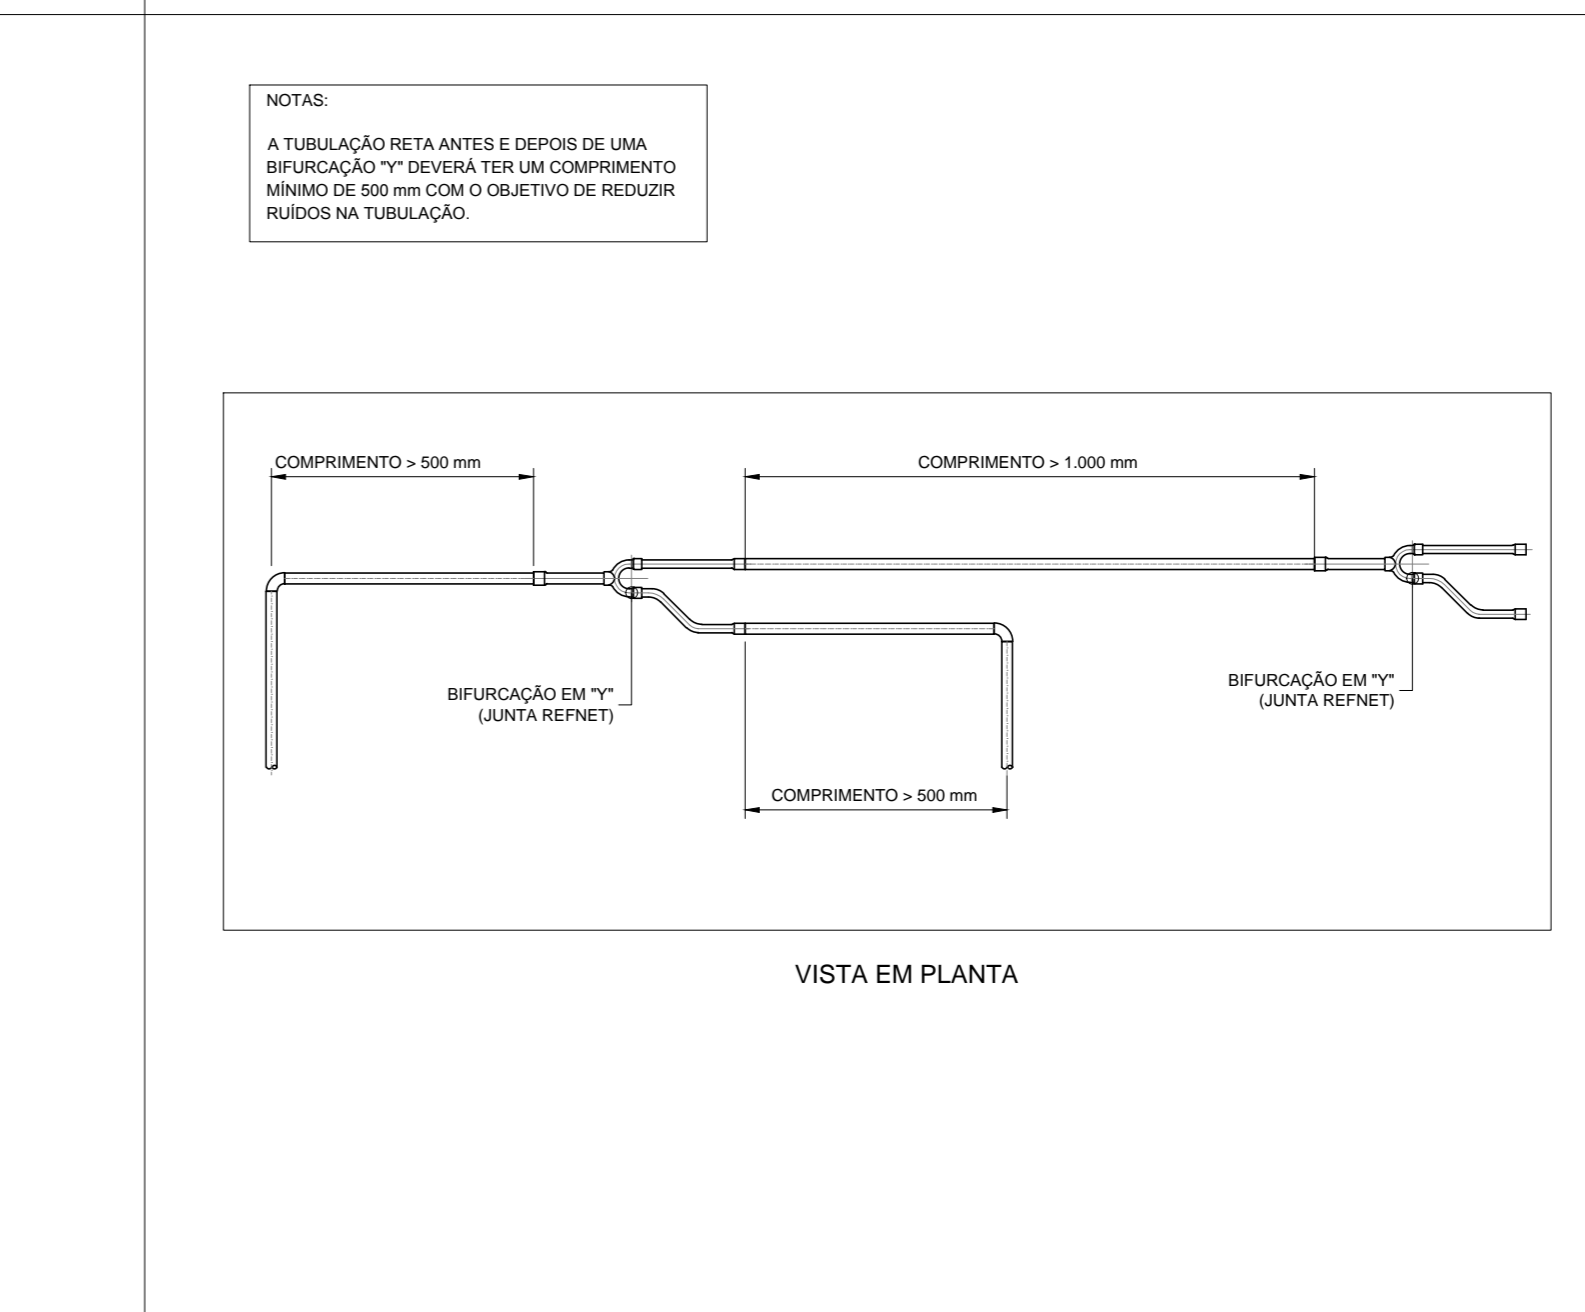 NOTAS:
A TUBULAÇÃO RETA ANTES E DEPOIS DE UMA
BIFURCAÇÃO "Y" DEVERÁ TER UM COMPRIMENTO
MÍNIMO DE 500 mm COM O OBJETIVO DE REDUZIR
RUÍDOS NA TUBULAÇÃO.
COMPRIMENTO > 500 mm
COMPRIMENTO > 1.000 mm
BIFURCAÇÃO EM "Y"
(JUNTA REFNET)
BIFURCAÇÃO EM "Y"
(JUNTA REFNET)
COMPRIMENTO > 500 mm
VISTA EM PLANTA